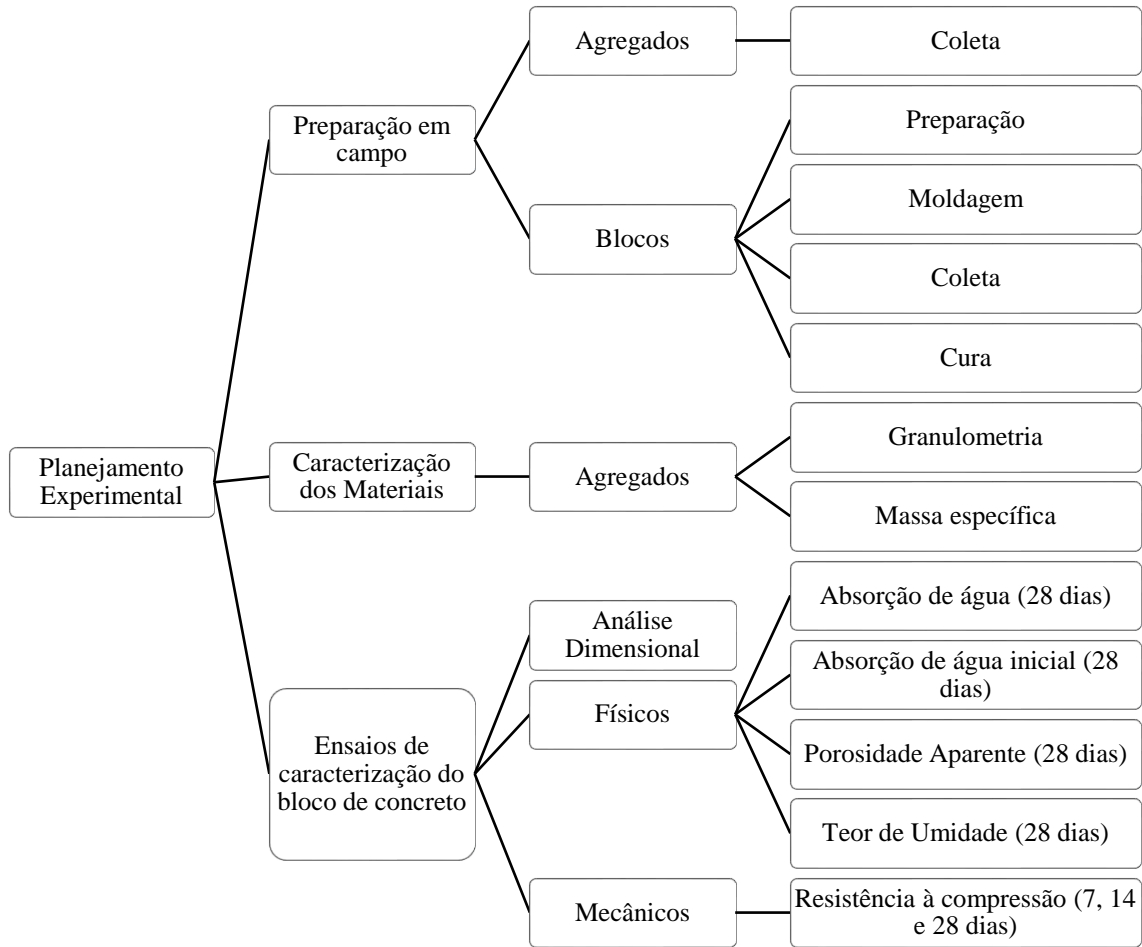 Planejamento
Experimental
Preparação em
campo
Agregados
Coleta
Blocos
Preparação
Moldagem
Coleta
Cura
Caracterização
dos Materiais
Agregados
Granulometria
Massa específica
Ensaios de
caracterização do
bloco de concreto
Análise
Dimensional
Físicos
Absorção de água (28 dias)
Absorção de água inicial (28
dias)
Porosidade Aparente (28 dias)
Teor de Umidade (28 dias)
Mecânicos
Resistência à compressão (7, 14
e 28 dias)